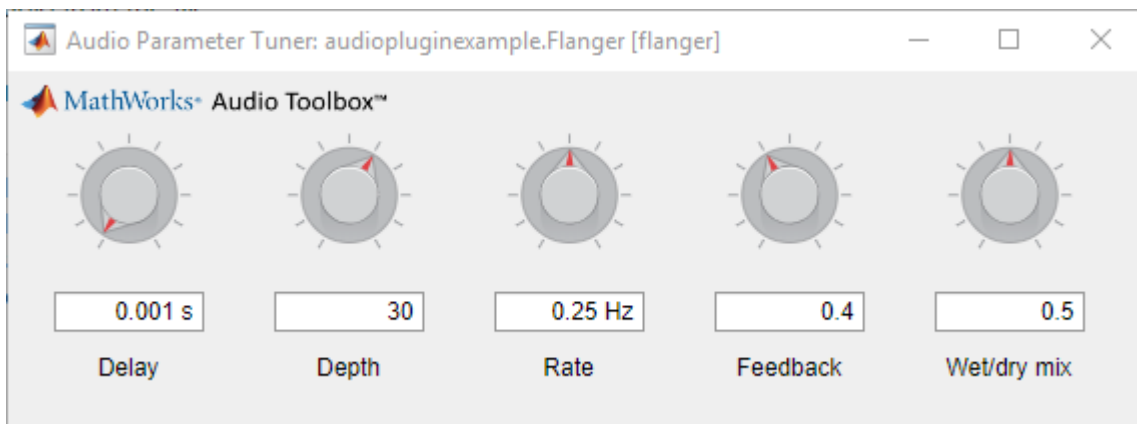 Audio Parameter Tuner: audiopluginexample.Flanger [flanger]
MathWorks® Audio Toolbox™
0.001 s 30 0.25 Hz 0.4 0.5
Delay Depth Rate Feedback Wet/dry mix